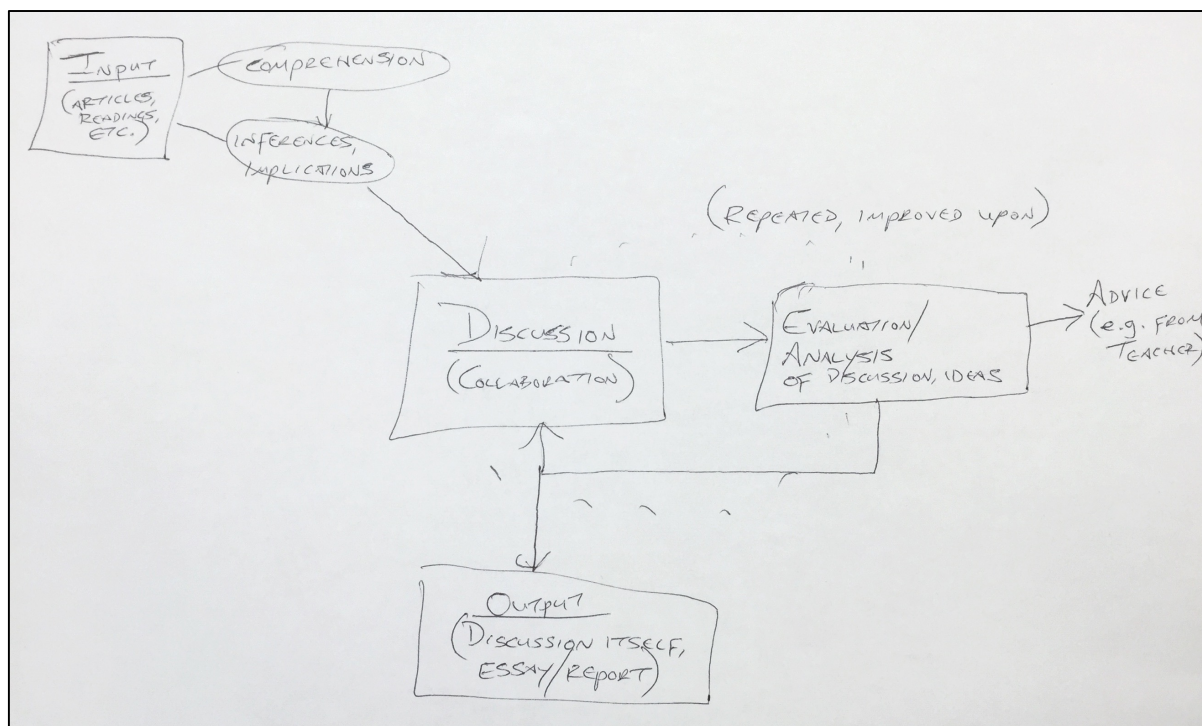 INPUT
(ARTICLES,
READINGS,
ETC.)
COMPREHENSION
INFERENCES,
IMPLICATIONS
(REPEATED, IMPROVED UPON)
DISCUSSION
(COLLABORATION)
EVALUATION/
ANALYSIS
OF DISCUSSION, IDEAS
ADVICE
(e.g. FROM
TEACHER)
OUTPUT
(DISCUSSION ITSELF,
ESSAY/REPORT)